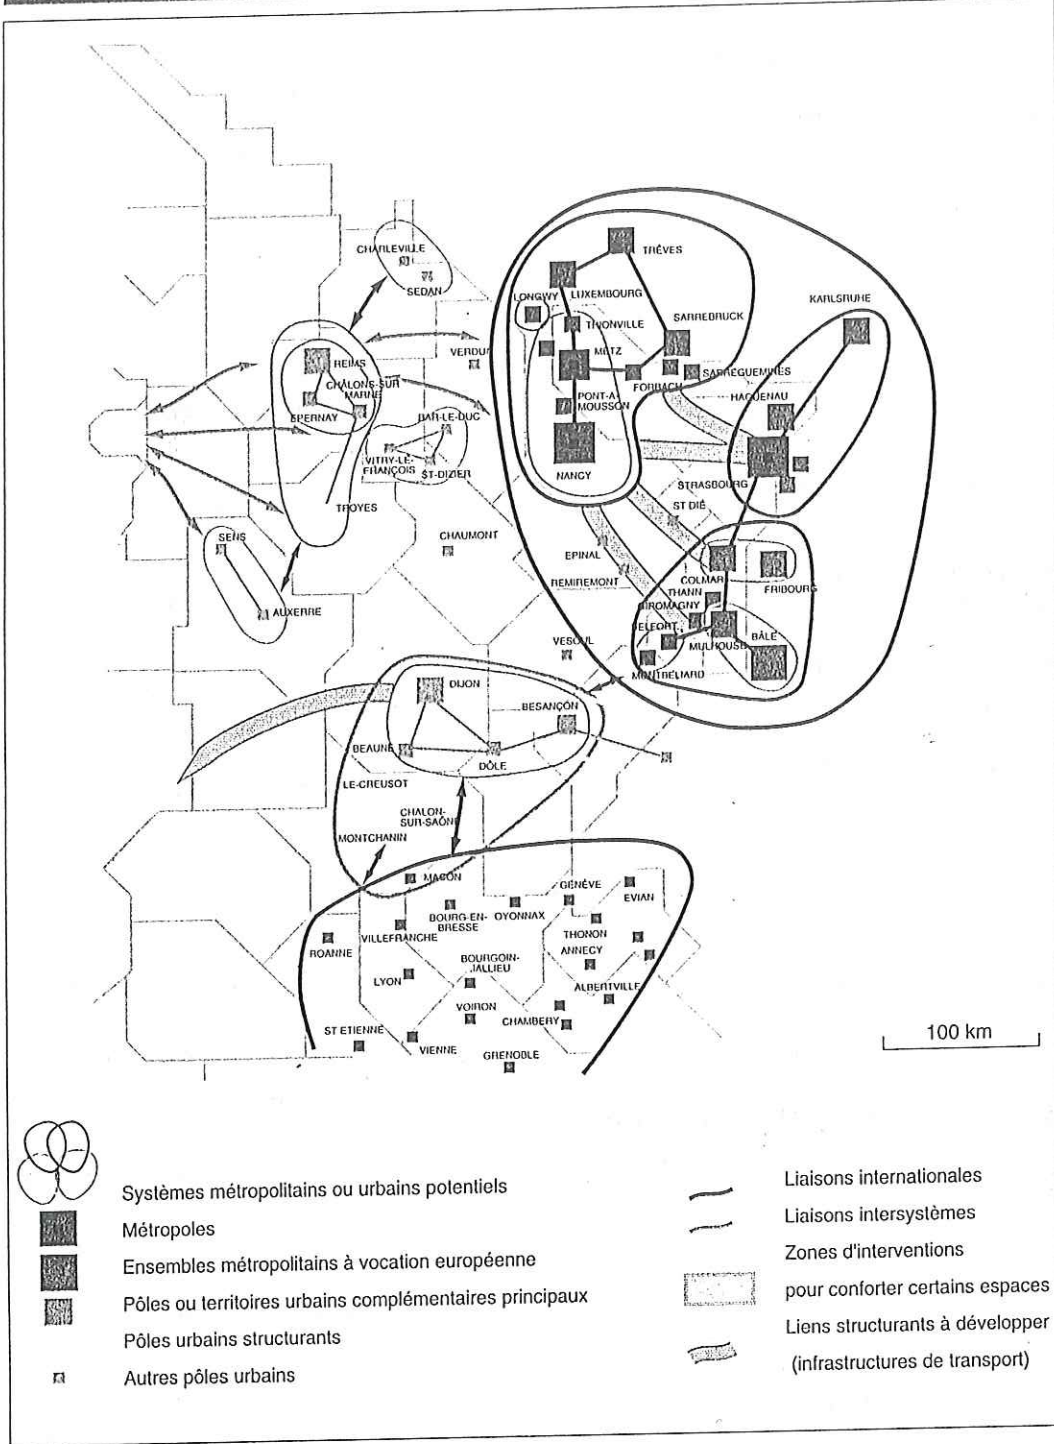 CHARLEVILLE
SEDAN
TRÊVES
LONGWY
LUXEMBOURG
KARLSRUHE
THIONVILLE
SARREBRUCK
VERDUN
REIMS
METZ
CHÂLONS-SUR
MARNE
FORBACH
SARREGUEMINES
HAGUENAU
EPERNAY
PONT-A-
MOUSSON
BAR-LE-DUC
VITRY-LE-
FRANÇOIS
ST-DIZIER
NANCY
STRASBOURG
TROYES
ST DIÉ
SENS
CHAUMONT
EPINAL
COLMAR
REMIREMONT
FRIBOURG
THANN
GIROMAGNY
AUXERRE
BELFORT
BÂLE
VESOUL
MULHOUSE
MONTBÉLIARD
DIJON
BESANÇON
BEAUNE
DÔLE
LE-CREUSOT
CHALON-
SUR-SAÔNE
MONTCHANIN
MACON
GENÈVE
EVIAN
BOURG-EN-
BRESSE
OYONNAX
VILLEFRANCHE
THONON
ROANNE
ANNECY
BOURGOIN-
JALLIEU
LYON
ALBERTVILLE
VOIRON
CHAMBERY
ST ETIENNE
VIENNE
GRENOBLE
100 km
Systèmes métropolitains ou urbains potentiels
Métropoles
Ensembles métropolitains à vocation européenne
Pôles ou territoires urbains complémentaires principaux
Pôles urbains structurants
Autres pôles urbains
Liaisons internationales
Liaisons intersystèmes
Zones d'interventions
pour conforter certains espaces
Liens structurants à développer
(infrastructures de transport)